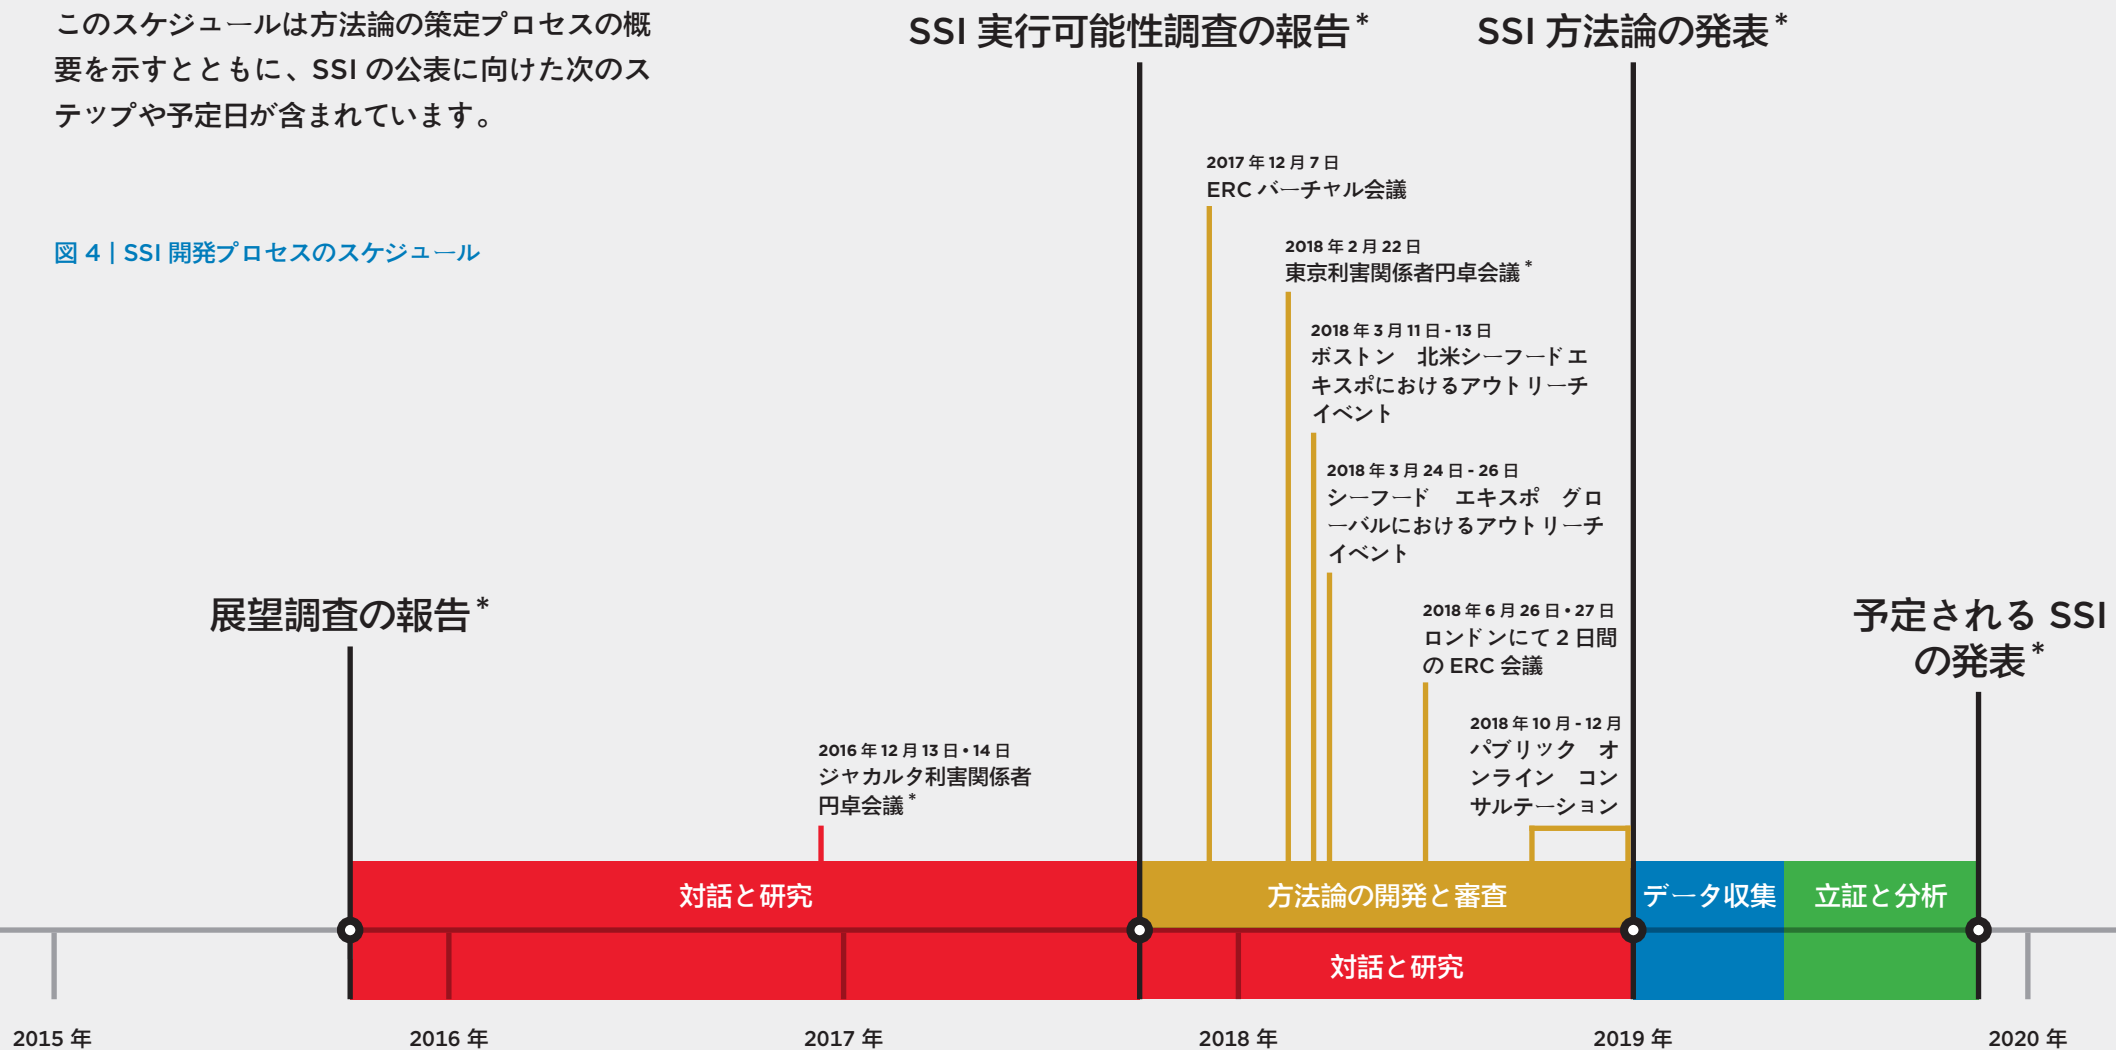 このスケジュールは方法論の策定プロセスの概
要を示すとともに、SSI の公表に向けた次のス
テップや予定日が含まれています。
図 4 | SSI 開発プロセスのスケジュール
SSI 実行可能性調査の報告*
SSI 方法論の発表*
2017 年 12 月 7 日
ERC バーチャル会議
2018 年 2 月 22 日
東京利害関係者円卓会議*
2018 年 3 月 11 日 - 13 日
ボストン　北米シーフードエ
キスポにおけるアウトリーチ
イベント
2018 年 3 月 24 日 - 26 日
シーフード　エキスポ　グロ
ーバルにおけるアウトリーチ
イベント
展望調査の報告*
2018 年 6 月 26 日・27 日
ロンドンにて 2 日間
の ERC 会議
予定される SSI
の発表*
2016 年 12 月 13 日・14 日
ジャカルタ利害関係者
円卓会議*
2018 年 10 月 - 12 月
パブリック　オ
ンライン　コン
サルテーション
対話と研究
方法論の開発と審査
データ収集
立証と分析
対話と研究
2015 年
2016 年
2017 年
2018 年
2019 年
2020 年